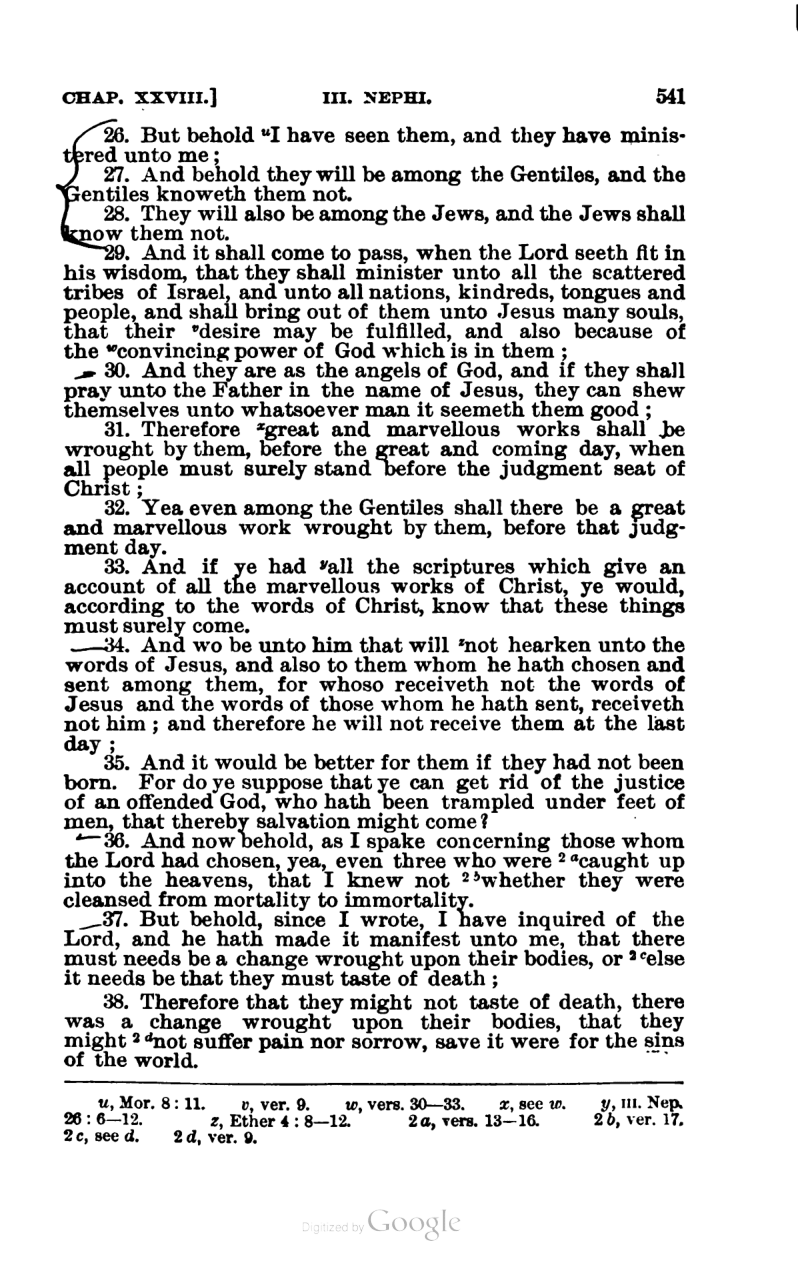 CHAP. XXVIII.] III. NEPHI. 541
26. But behold ᵘI have seen them, and they have minis-
tered unto me;
27. And behold they will be among the Gentiles, and the
Gentiles knoweth them not.
28. They will also be among the Jews, and the Jews shall
know them not.
29. And it shall come to pass, when the Lord seeth fit in
his wisdom, that they shall minister unto all the scattered
tribes of Israel, and unto all nations, kindreds, tongues and
people, and shall bring out of them unto Jesus many souls,
that their ᵛdesire may be fulfilled, and also because of
the ʷconvincing power of God which is in them;
30. And they are as the angels of God, and if they shall
pray unto the Father in the name of Jesus, they can shew
themselves unto whatsoever man it seemeth them good;
31. Therefore ˣgreat and marvellous works shall be
wrought by them, before the great and coming day, when
all people must surely stand before the judgment seat of
Christ;
32. Yea even among the Gentiles shall there be a great
and marvellous work wrought by them, before that judg-
ment day.
33. And if ye had ʸall the scriptures which give an
account of all the marvellous works of Christ, ye would,
according to the words of Christ, know that these things
must surely come.
34. And wo be unto him that will ᶻnot hearken unto the
words of Jesus, and also to them whom he hath chosen and
sent among them, for whoso receiveth not the words of
Jesus and the words of those whom he hath sent, receiveth
not him; and therefore he will not receive them at the last
day;
35. And it would be better for them if they had not been
born. For do ye suppose that ye can get rid of the justice
of an offended God, who hath been trampled under feet of
men, that thereby salvation might come?
36. And now behold, as I spake concerning those whom
the Lord had chosen, yea, even three who were ² ᵃcaught up
into the heavens, that I knew not ² ᵇwhether they were
cleansed from mortality to immortality.
37. But behold, since I wrote, I have inquired of the
Lord, and he hath made it manifest unto me, that there
must needs be a change wrought upon their bodies, or ² ᶜelse
it needs be that they must taste of death;
38. Therefore that they might not taste of death, there
was a change wrought upon their bodies, that they
might ² ᵈnot suffer pain nor sorrow, save it were for the sins
of the world.
u, Mor. 8:11. v, ver. 9. w, vers. 30—33. x, see w. y, III. Nep.
26:6—12. z, Ether 4:8—12. 2 a, vers. 13—16. 2 b, ver. 17.
2 c, see d. 2 d, ver. 9.
Digitized by Google